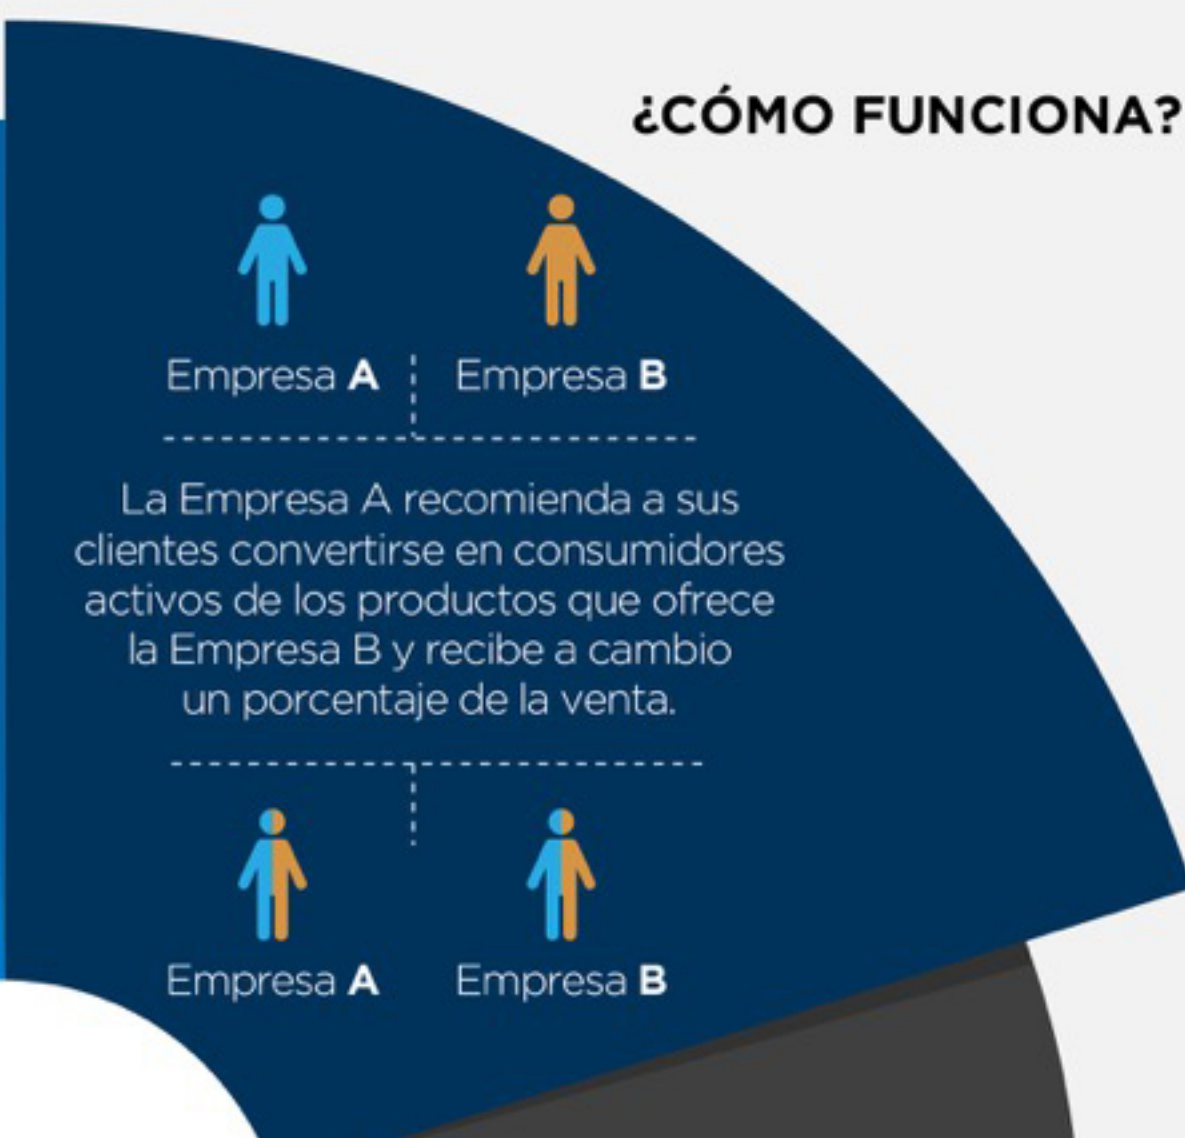 ¿CÓMO FUNCIONA?
Empresa A
Empresa B
La Empresa A recomienda a sus
clientes convertirse en consumidores
activos de los productos que ofrece
la Empresa B y recibe a cambio
un porcentaje de la venta.
Empresa A
Empresa B